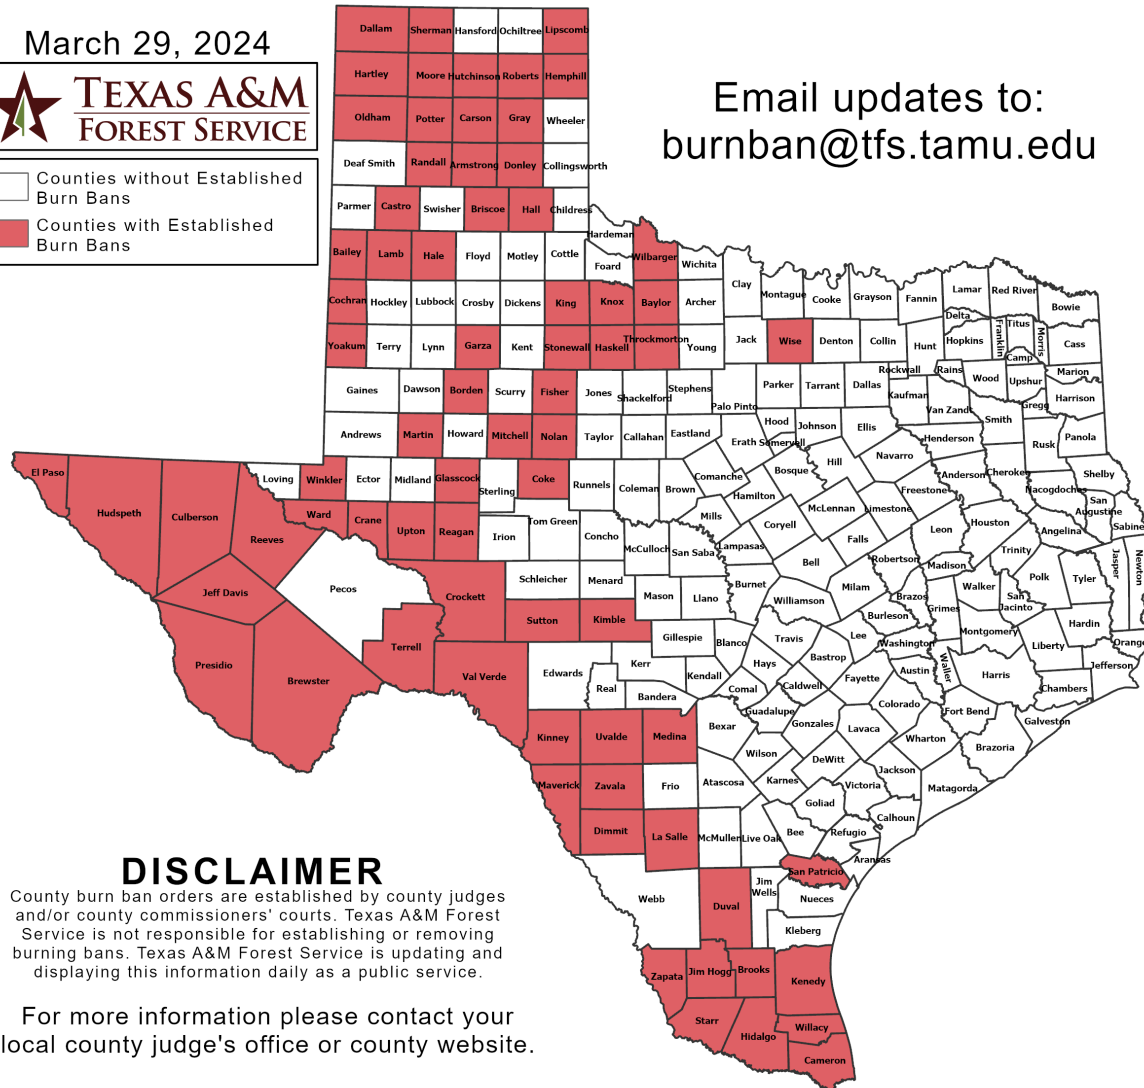 March 29, 2024
TEXAS A&M
FOREST SERVICE
Counties without Established
Burn Bans
Counties with Established
Burn Bans
Email updates to:
burnban@tfs.tamu.edu
Dallam Sherman Hansford Ochiltree Lipscomb
Hartley Moore Hutchinson Roberts Hemphill
Oldham Potter Carson Gray Wheeler
Deaf Smith Randall Armstrong Donley Collingsworth
Parmer Castro Swisher Briscoe Hall Childress
Hardeman
Bailey Lamb Hale Floyd Motley Cottle Foard Wilbarger Wichita
Clay Montague Cooke Grayson Fannin Lamar Red River Bowie
Cochran Hockley Lubbock Crosby Dickens King Knox Baylor Archer
Delta Franklin Titus Morris Cass
Yoakum Terry Lynn Garza Kent Stonewall Haskell Throckmorton Young Jack Wise Denton Collin Hunt Hopkins Camp
Rockwall Rains Wood Upshur Marion
Gaines Dawson Borden Scurry Fisher Jones Shackelford Stephens Palo Pinto Parker Tarrant Dallas Kaufman Van Zandt Smith Gregg Harrison
Andrews Martin Howard Mitchell Nolan Taylor Callahan Eastland Erath Hood Somervell Johnson Ellis Henderson Rusk Panola
El Paso Hudspeth Culberson Reeves Loving Winkler Ector Midland Glasscock Sterling Coke Runnels Coleman Brown Comanche Hamilton Bosque Hill Navarro Freestone Anderson Cherokee Nacogdoches Shelby
San
Augustine
Sabine
Ward Crane Upton Reagan Irion Tom Green Concho McCulloch San Saba Mills Lampasas Coryell McLennan Limestone Falls Leon Houston Angelina
Trinity Polk Tyler Jasper Newton
Jeff Davis Pecos Crockett Schleicher Menard Mason Llano Burnet Bell Williamson Milam Robertson Brazos Madison Grimes Walker
San
Jacinto
Hardin Orange
Presidio Brewster Terrell Val Verde Sutton Kimble Gillespie Blanco Travis Lee Burleson Washington Montgomery Liberty Jefferson
Edwards Real Kerr Bandera Kendall Comal Hays Caldwell Bastrop Fayette Austin Waller Harris Chambers
Kinney Uvalde Medina Bexar Guadalupe Gonzales Lavaca Colorado Wharton Fort Bend Brazoria Galveston
Maverick Zavala Frio Atascosa Wilson Karnes DeWitt Victoria Jackson Matagorda
Dimmit La Salle McMullen Live Oak Bee Goliad Refugio Calhoun Aransas
Webb Duval
Jim
Wells
San Patricio
Nueces
Kleberg
Zapata Jim Hogg Brooks Kenedy
Starr Hidalgo Willacy
Cameron
DISCLAIMER
County burn ban orders are established by county judges
and/or county commissioners' courts. Texas A&M Forest
Service is not responsible for establishing or removing
burning bans. Texas A&M Forest Service is updating and
displaying this information daily as a public service.
For more information please contact your
local county judge's office or county website.